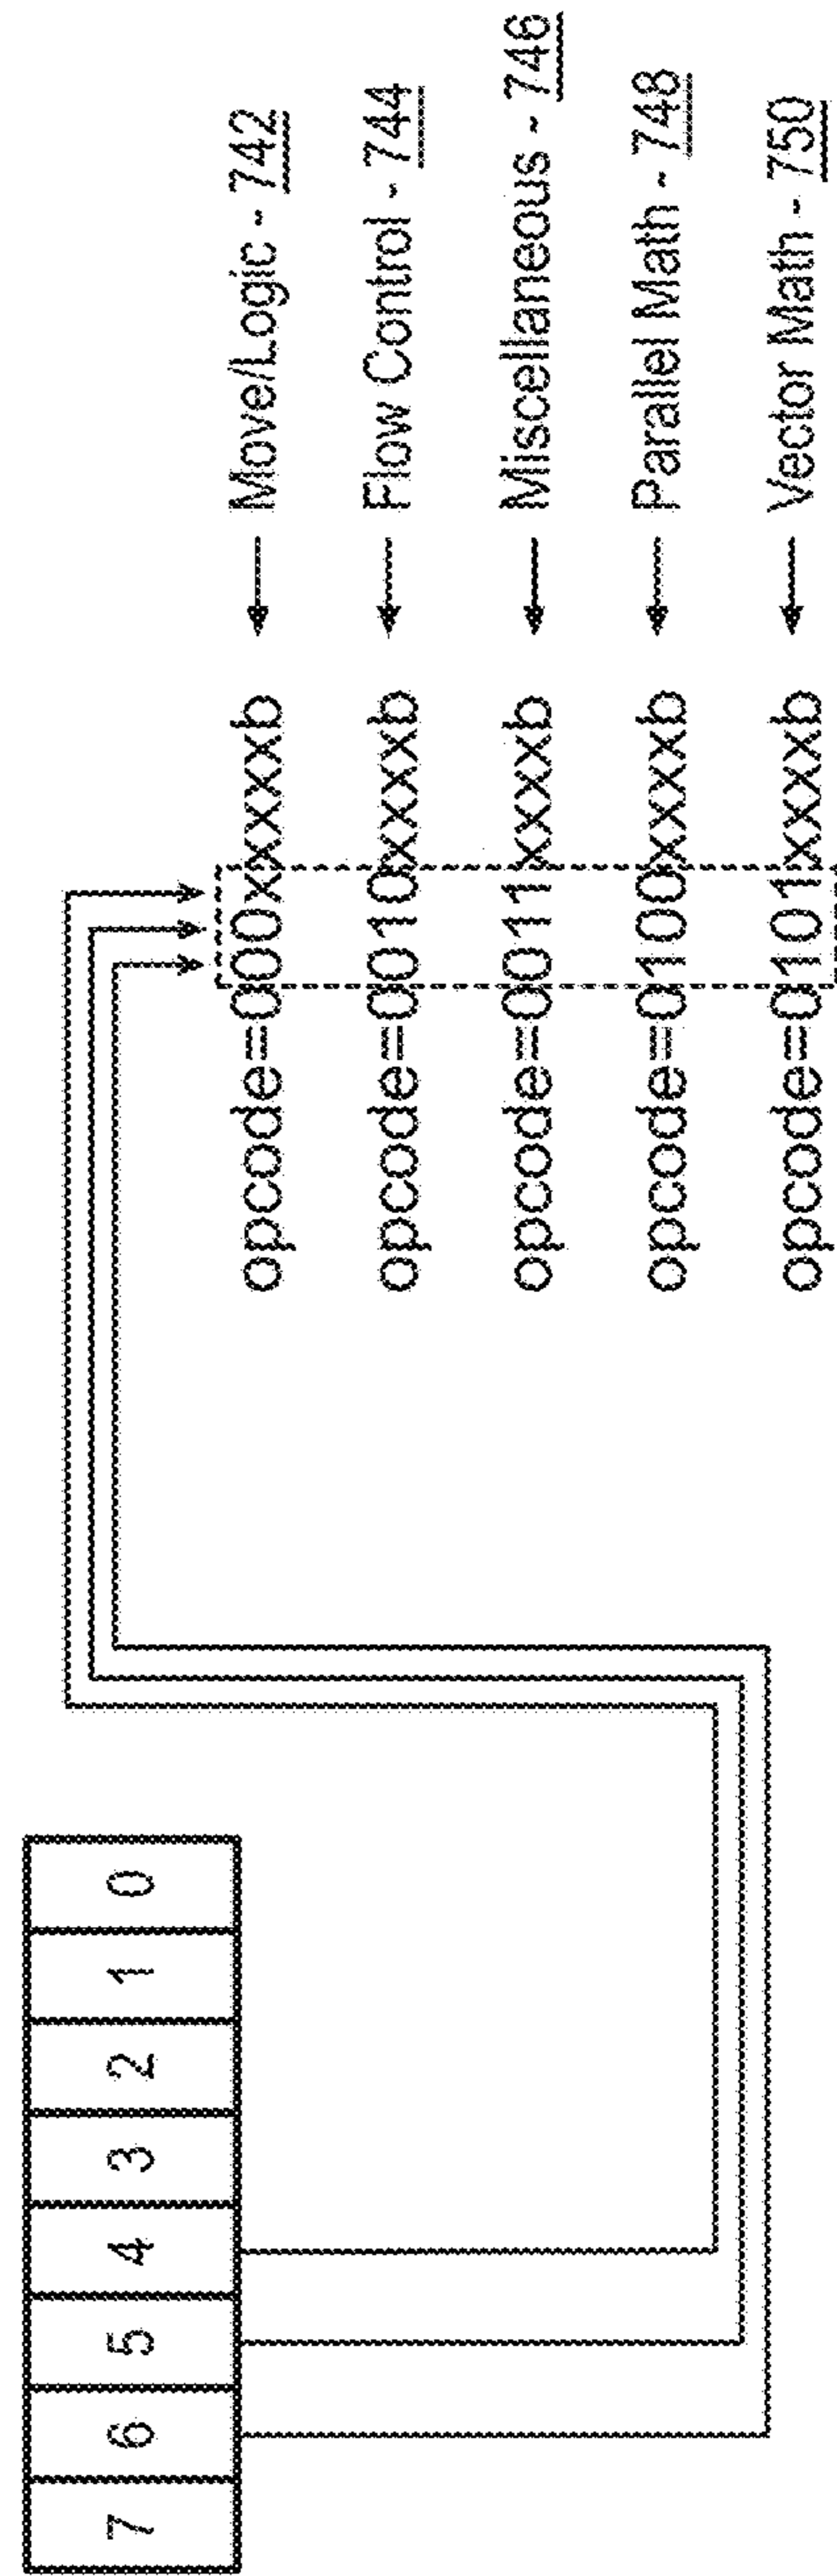 7 6 5 4 3 2 1 0
opcode=000xxxxxb ← Move/Logic - 742
opcode=0010xxxxb ← Flow Control - 744
opcode=0011xxxxb ← Miscellaneous - 746
opcode=0100xxxxb ← Parallel Math - 748
opcode=0101xxxxb ← Vector Math - 750